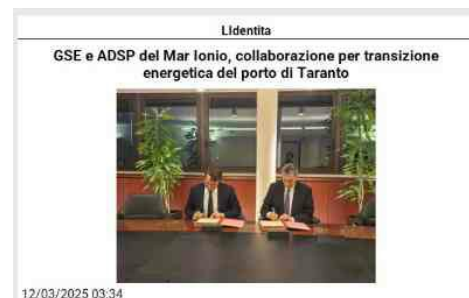 LIdentita
GSE e ADSP del Mar Ionio, collaborazione per transizione
energetica del porto di Taranto
12/03/2025 03:34